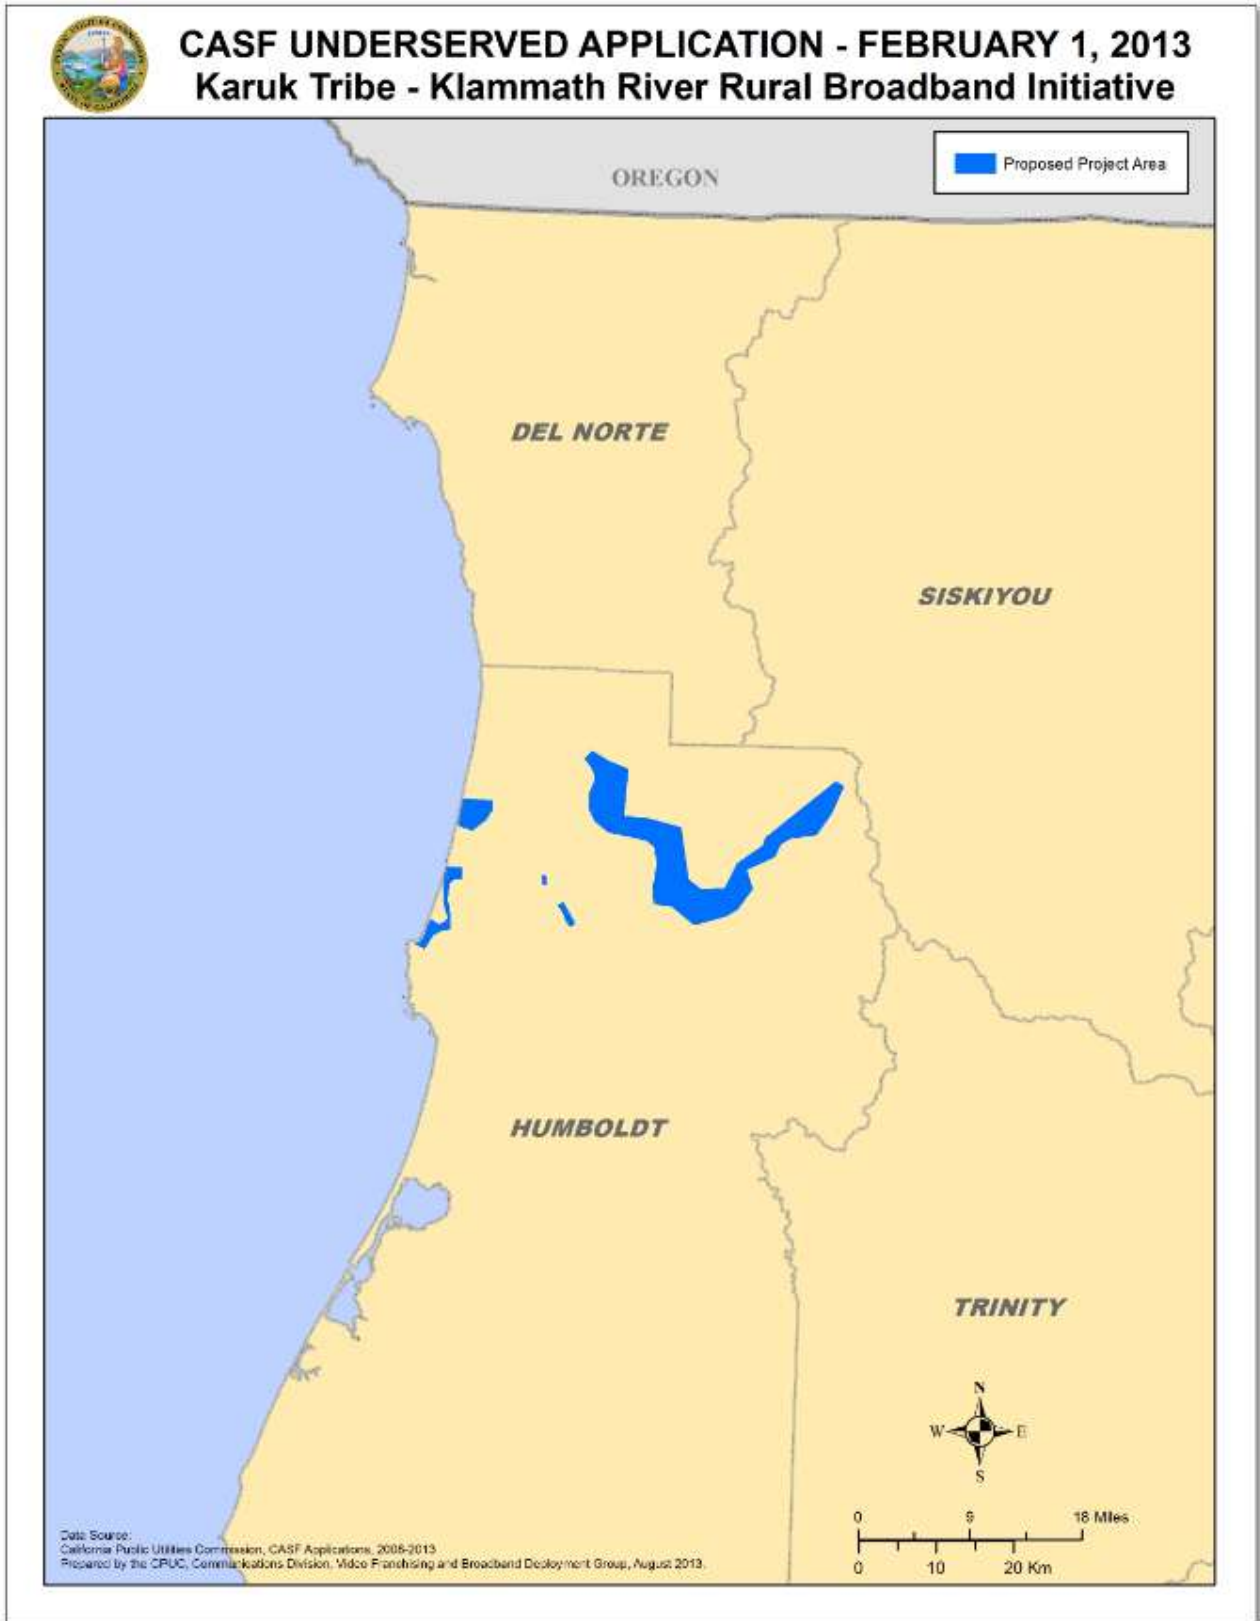 CASF UNDERSERVED APPLICATION - FEBRUARY 1, 2013
Karuk Tribe - Klammath River Rural Broadband Initiative
Proposed Project Area
OREGON
DEL NORTE
SISKIYOU
HUMBOLDT
TRINITY
N
W E
S
0 9 18 Miles
0 10 20 Km
Data Source:
California Public Utilities Commission, CASF Applications, 2008-2013
Prepared by the CPUC, Communications Division, Video Franchising and Broadband Deployment Group, August 2013.